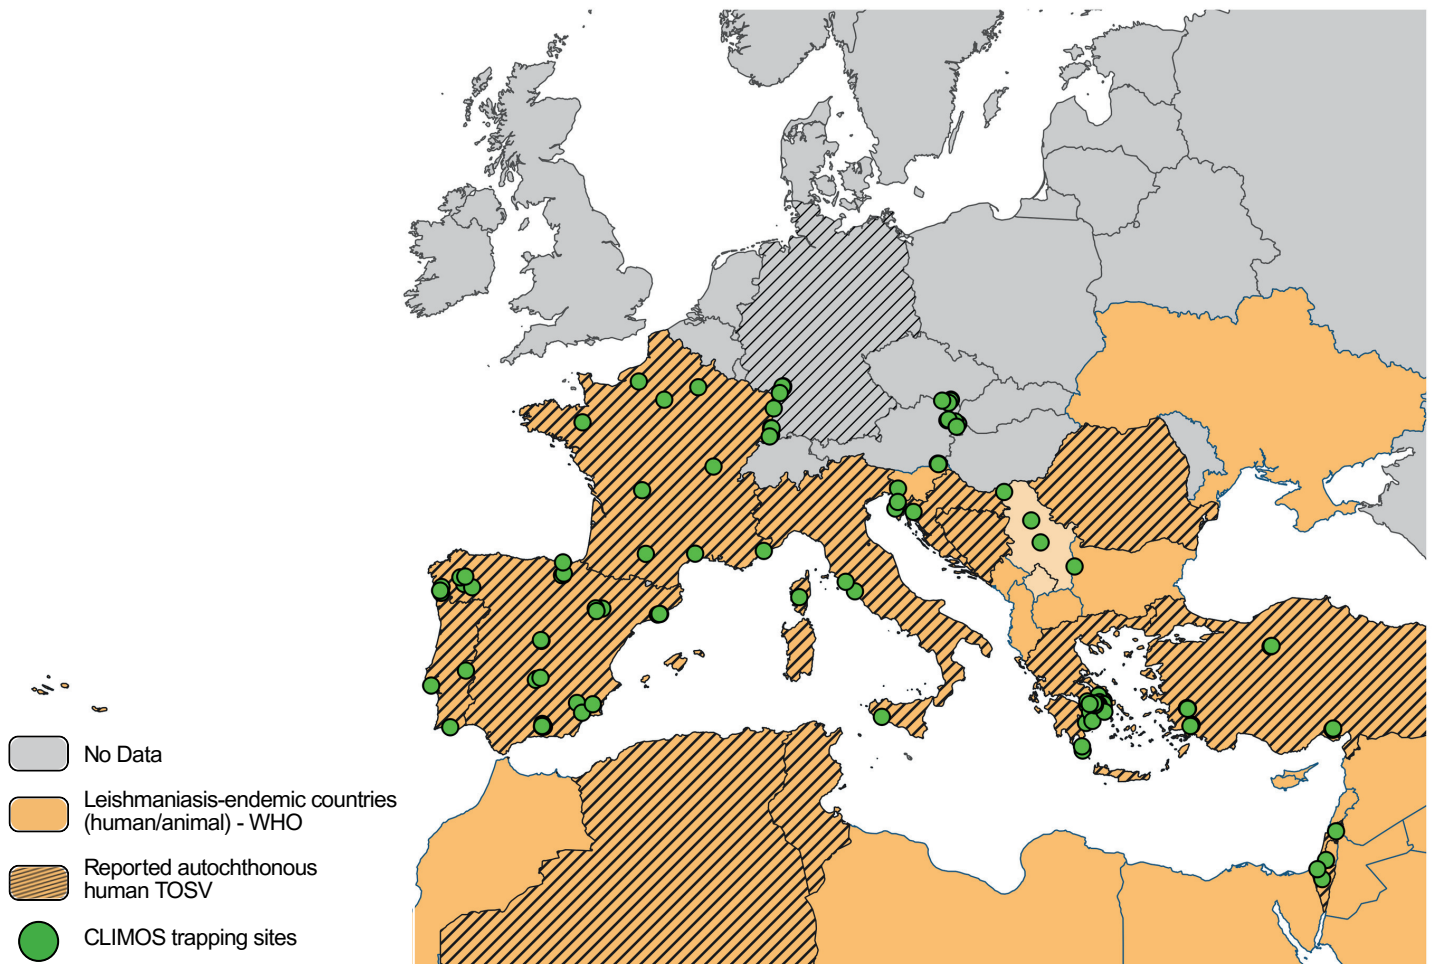 No Data
Leishmaniasis-endemic countries
(human/animal) - WHO
Reported autochthonous
human TOSV
CLIMOS trapping sites